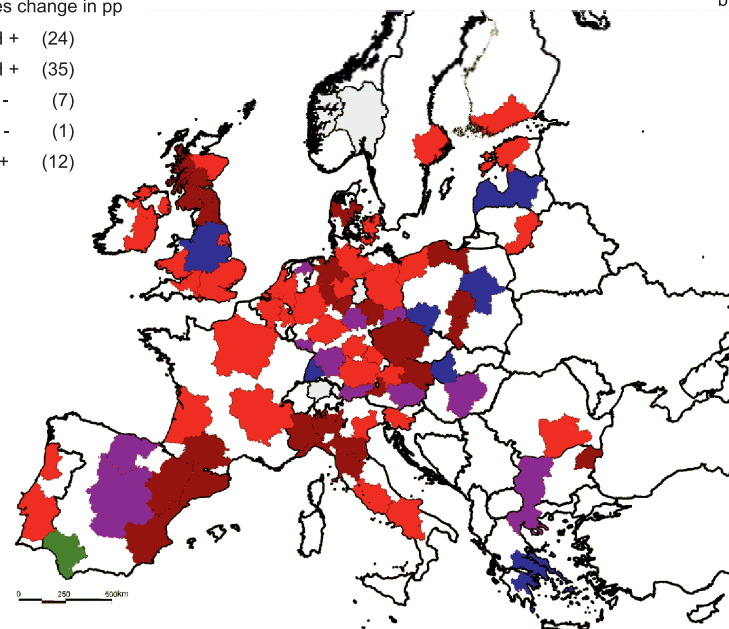 es change in pp
b
H + (24)
H + (35)
- (7)
- (1)
+ (12)
0 250 500km